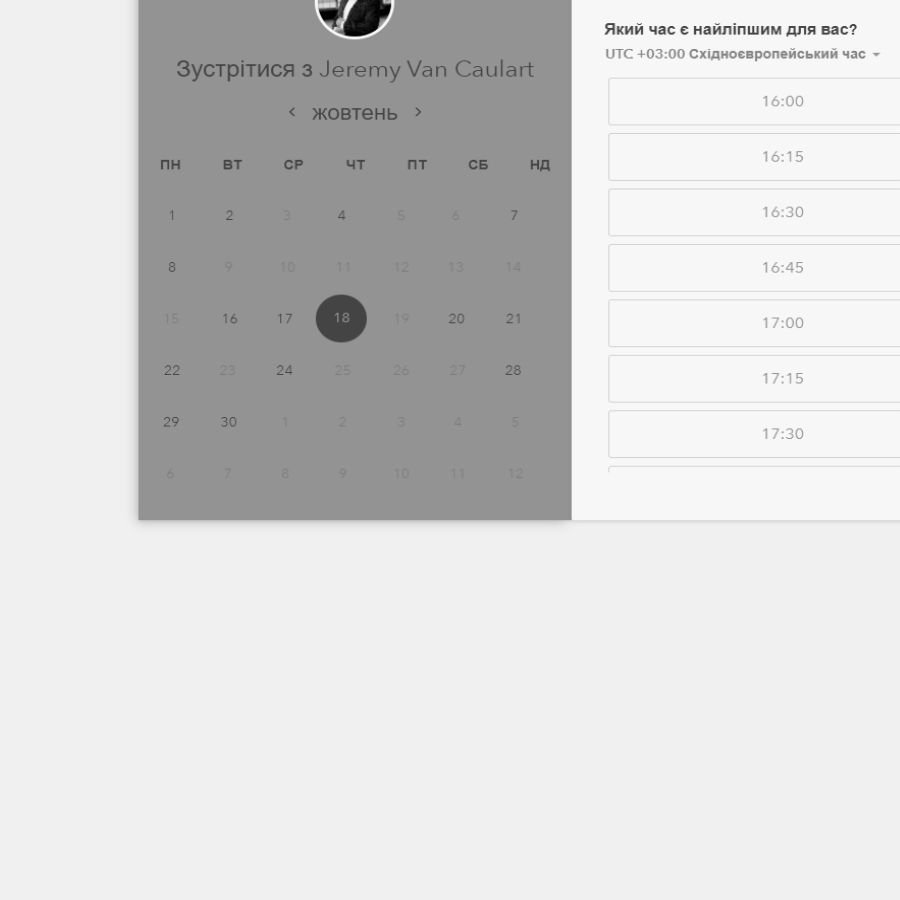 Зустрітися з Jeremy Van Caulart
жовтень
ПН ВТ СР ЧТ ПТ СБ НД
1 2 3 4 5 6 7
8 9 10 11 12 13 14
15 16 17 18 19 20 21
22 23 24 25 26 27 28
29 30 1 2 3 4 5
6 7 8 9 10 11 12
Який час є найліпшим для вас?
UTC +03:00 Східноєвропейський час
16:00
16:15
16:30
16:45
17:00
17:15
17:30